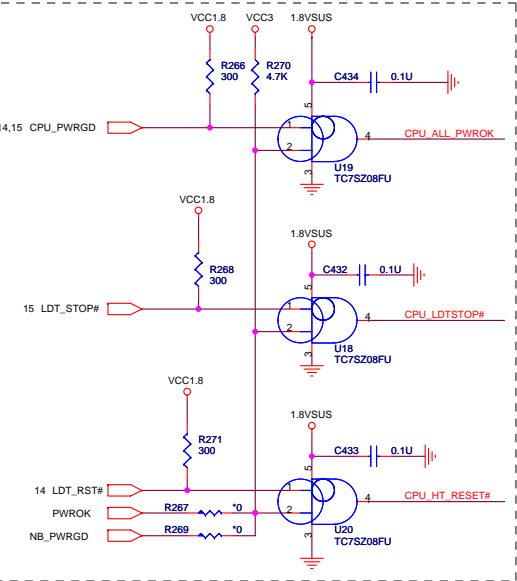 VCC1.8 VCC3 1.8VSUS
R266
300
R270
4.7K
C434 0.1U
14,15 CPU_PWRGD
1
2
5
4
3
CPU_ALL_PWROK
U19
TC7SZ08FU
VCC1.8
1.8VSUS
R268
300
C432 0.1U
15 LDT_STOP#
1
2
5
4
3
CPU_LDTSTOP#
U18
TC7SZ08FU
VCC1.8
1.8VSUS
R271
300
C433 0.1U
14 LDT_RST#
PWROK
R267 *0
NB_PWRGD
R269 *0
1
2
5
4
3
CPU_HT_RESET#
U20
TC7SZ08FU